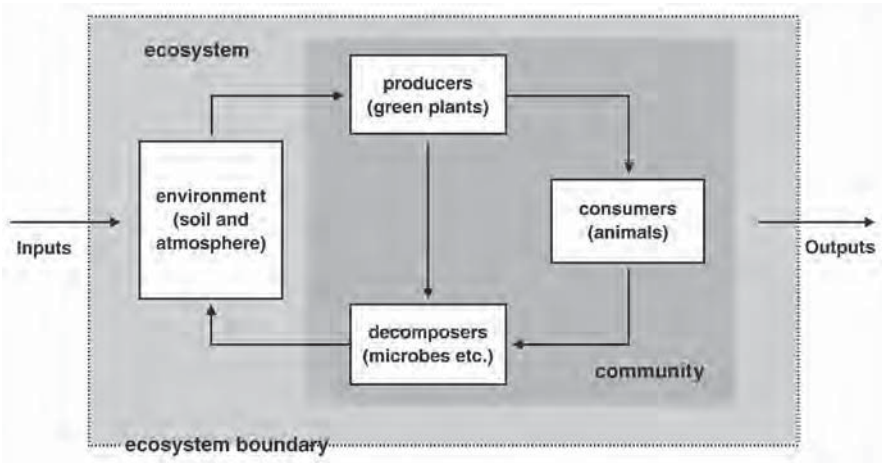 ecosystem
producers
(green plants)
environment
(soil and
atmosphere)
consumers
(animals)
Inputs
Outputs
decomposers
(microbes etc.)
community
ecosystem boundary